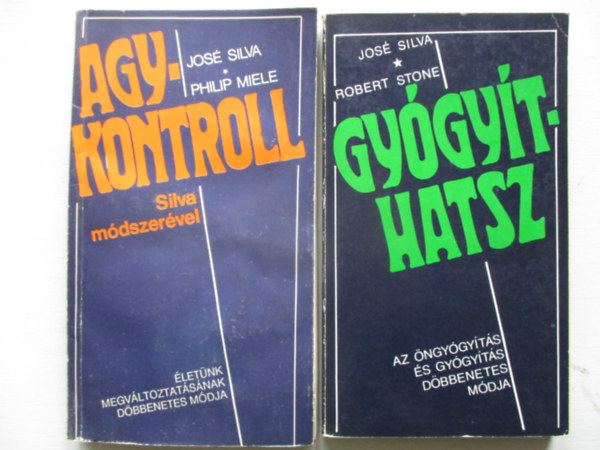 JOSÉ SILVA
*
PHILIP MIELE
AGY-
KONTROLL
Silva
módszerével
ÉLETÜNK
MEGVÁLTOZTATÁSÁNAK
DÖBBENETES MÓDJA
JOSÉ SILVA
★
ROBERT STONE
GYÓGYÍT-
HATSZ
AZ ÖNGYÓGYÍTÁS
ÉS GYÓGYÍTÁS
DÖBBENETES
MÓDJA